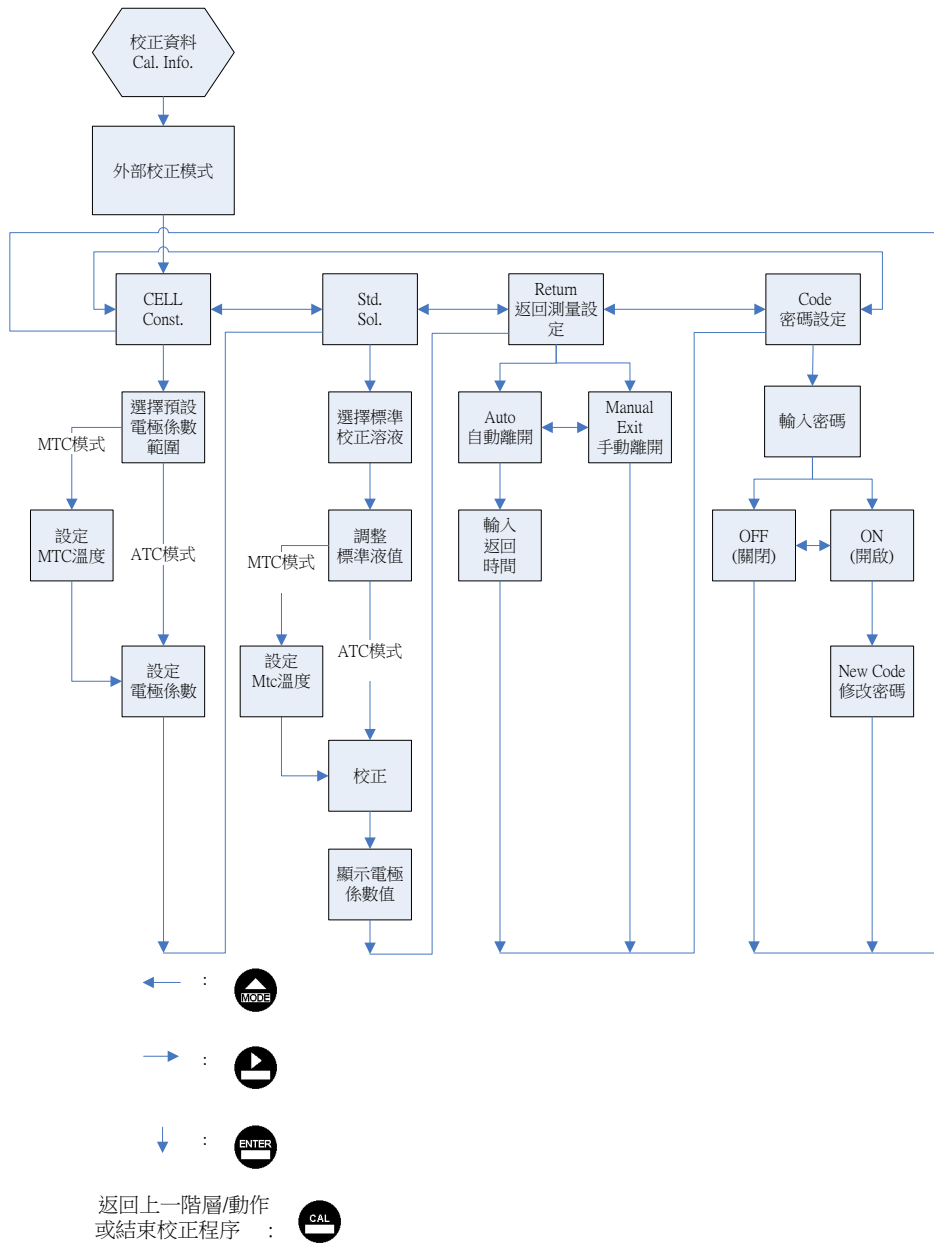 校正資料
Cal. Info.
外部校正模式
CELL
Const.
Std.
Sol.
Return
返回測量設
定
Code
密碼設定
選擇預設
電極係數
範圍
MTC模式
設定
MTC溫度
ATC模式
設定
電極係數
選擇標準
校正溶液
調整
標準液值
MTC模式
設定
Mtc溫度
ATC模式
校正
顯示電極
係數值
Auto
自動離開
Manual
Exit
手動離開
輸入
返回
時間
輸入密碼
OFF
(關閉)
ON
(開啟)
New Code
修改密碼
:
MODE
:
:
ENTER
返回上一階層/動作
或結束校正程序 :
CAL